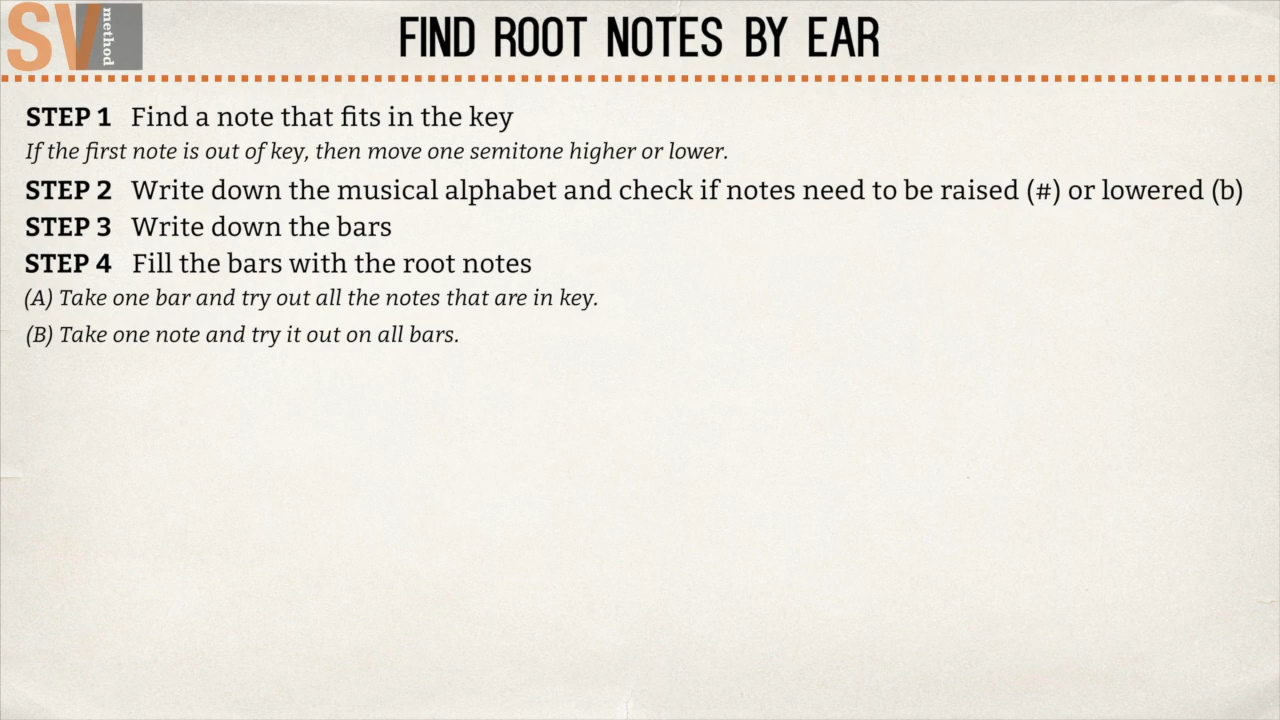 SV method
FIND ROOT NOTES BY EAR
STEP 1 Find a note that fits in the key
If the first note is out of key, then move one semitone higher or lower.
STEP 2 Write down the musical alphabet and check if notes need to be raised (#) or lowered (b)
STEP 3 Write down the bars
STEP 4 Fill the bars with the root notes
(A) Take one bar and try out all the notes that are in key.
(B) Take one note and try it out on all bars.